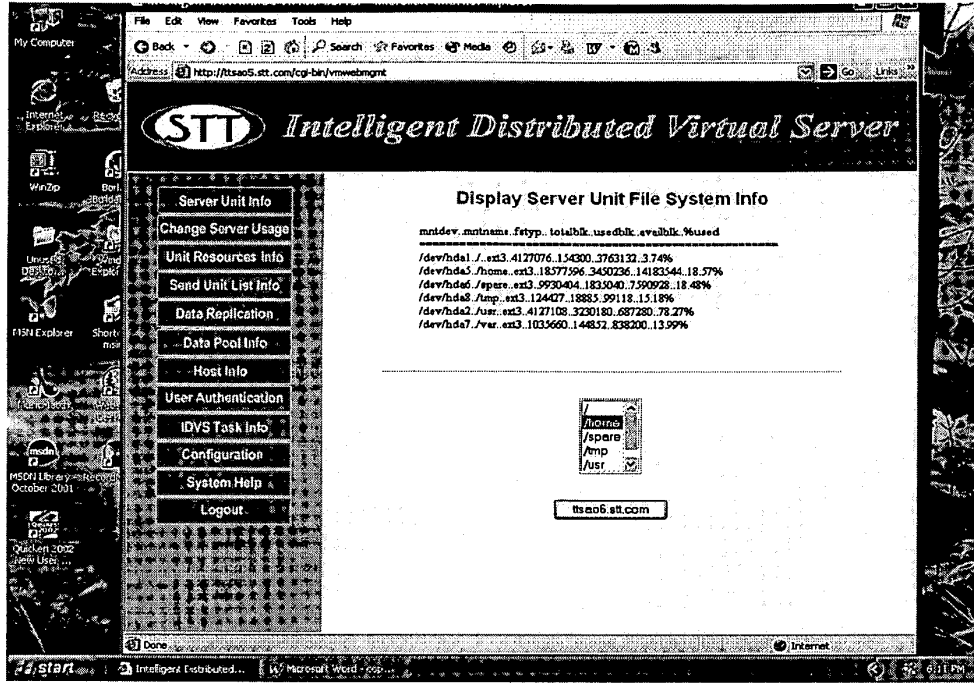 File Edit View Favorites Tools Help
My Computer
Back Search Favorites Media
Address http://ttsao5.stt.com/cgi-bin/vmwebmgmt Go Links
Internet Explorer
STT Intelligent Distributed Virtual Server
WinZip
Server Unit Info
Change Server Usage
Unit Resources Info
Send Unit List Info
Data Replication
Data Pool Info
Host Info
User Authentication
IDVS Task Info
Configuration
System Help
Logout
Display Server Unit File System Info
mntdev..mntname..fstyp.. totalblk..usedblk..availblk..%used
/dev/hda1../..ext3..4127076..154300..3763132..3.74%
/dev/hda5../home..ext3..18577596..3450236..14183544..18.57%
/dev/hda6../spare..ext3..9930404..1835040..7590928..18.48%
/dev/hda8../tmp..ext3..124427..18885..99118..15.18%
/dev/hda2../usr..ext3..4127108..3230180..687280..78.27%
/dev/hda7../var..ext3..1035660..144852..838200..13.99%
/
/home
/spare
/tmp
/usr
ttsao6.stt.com
MSN Explorer
msdn
MSDN Library -
October 2001
Quicken 2002
New User ...
Done Internet
start Intelligent Distributed... Microsoft Word - 6:11 PM